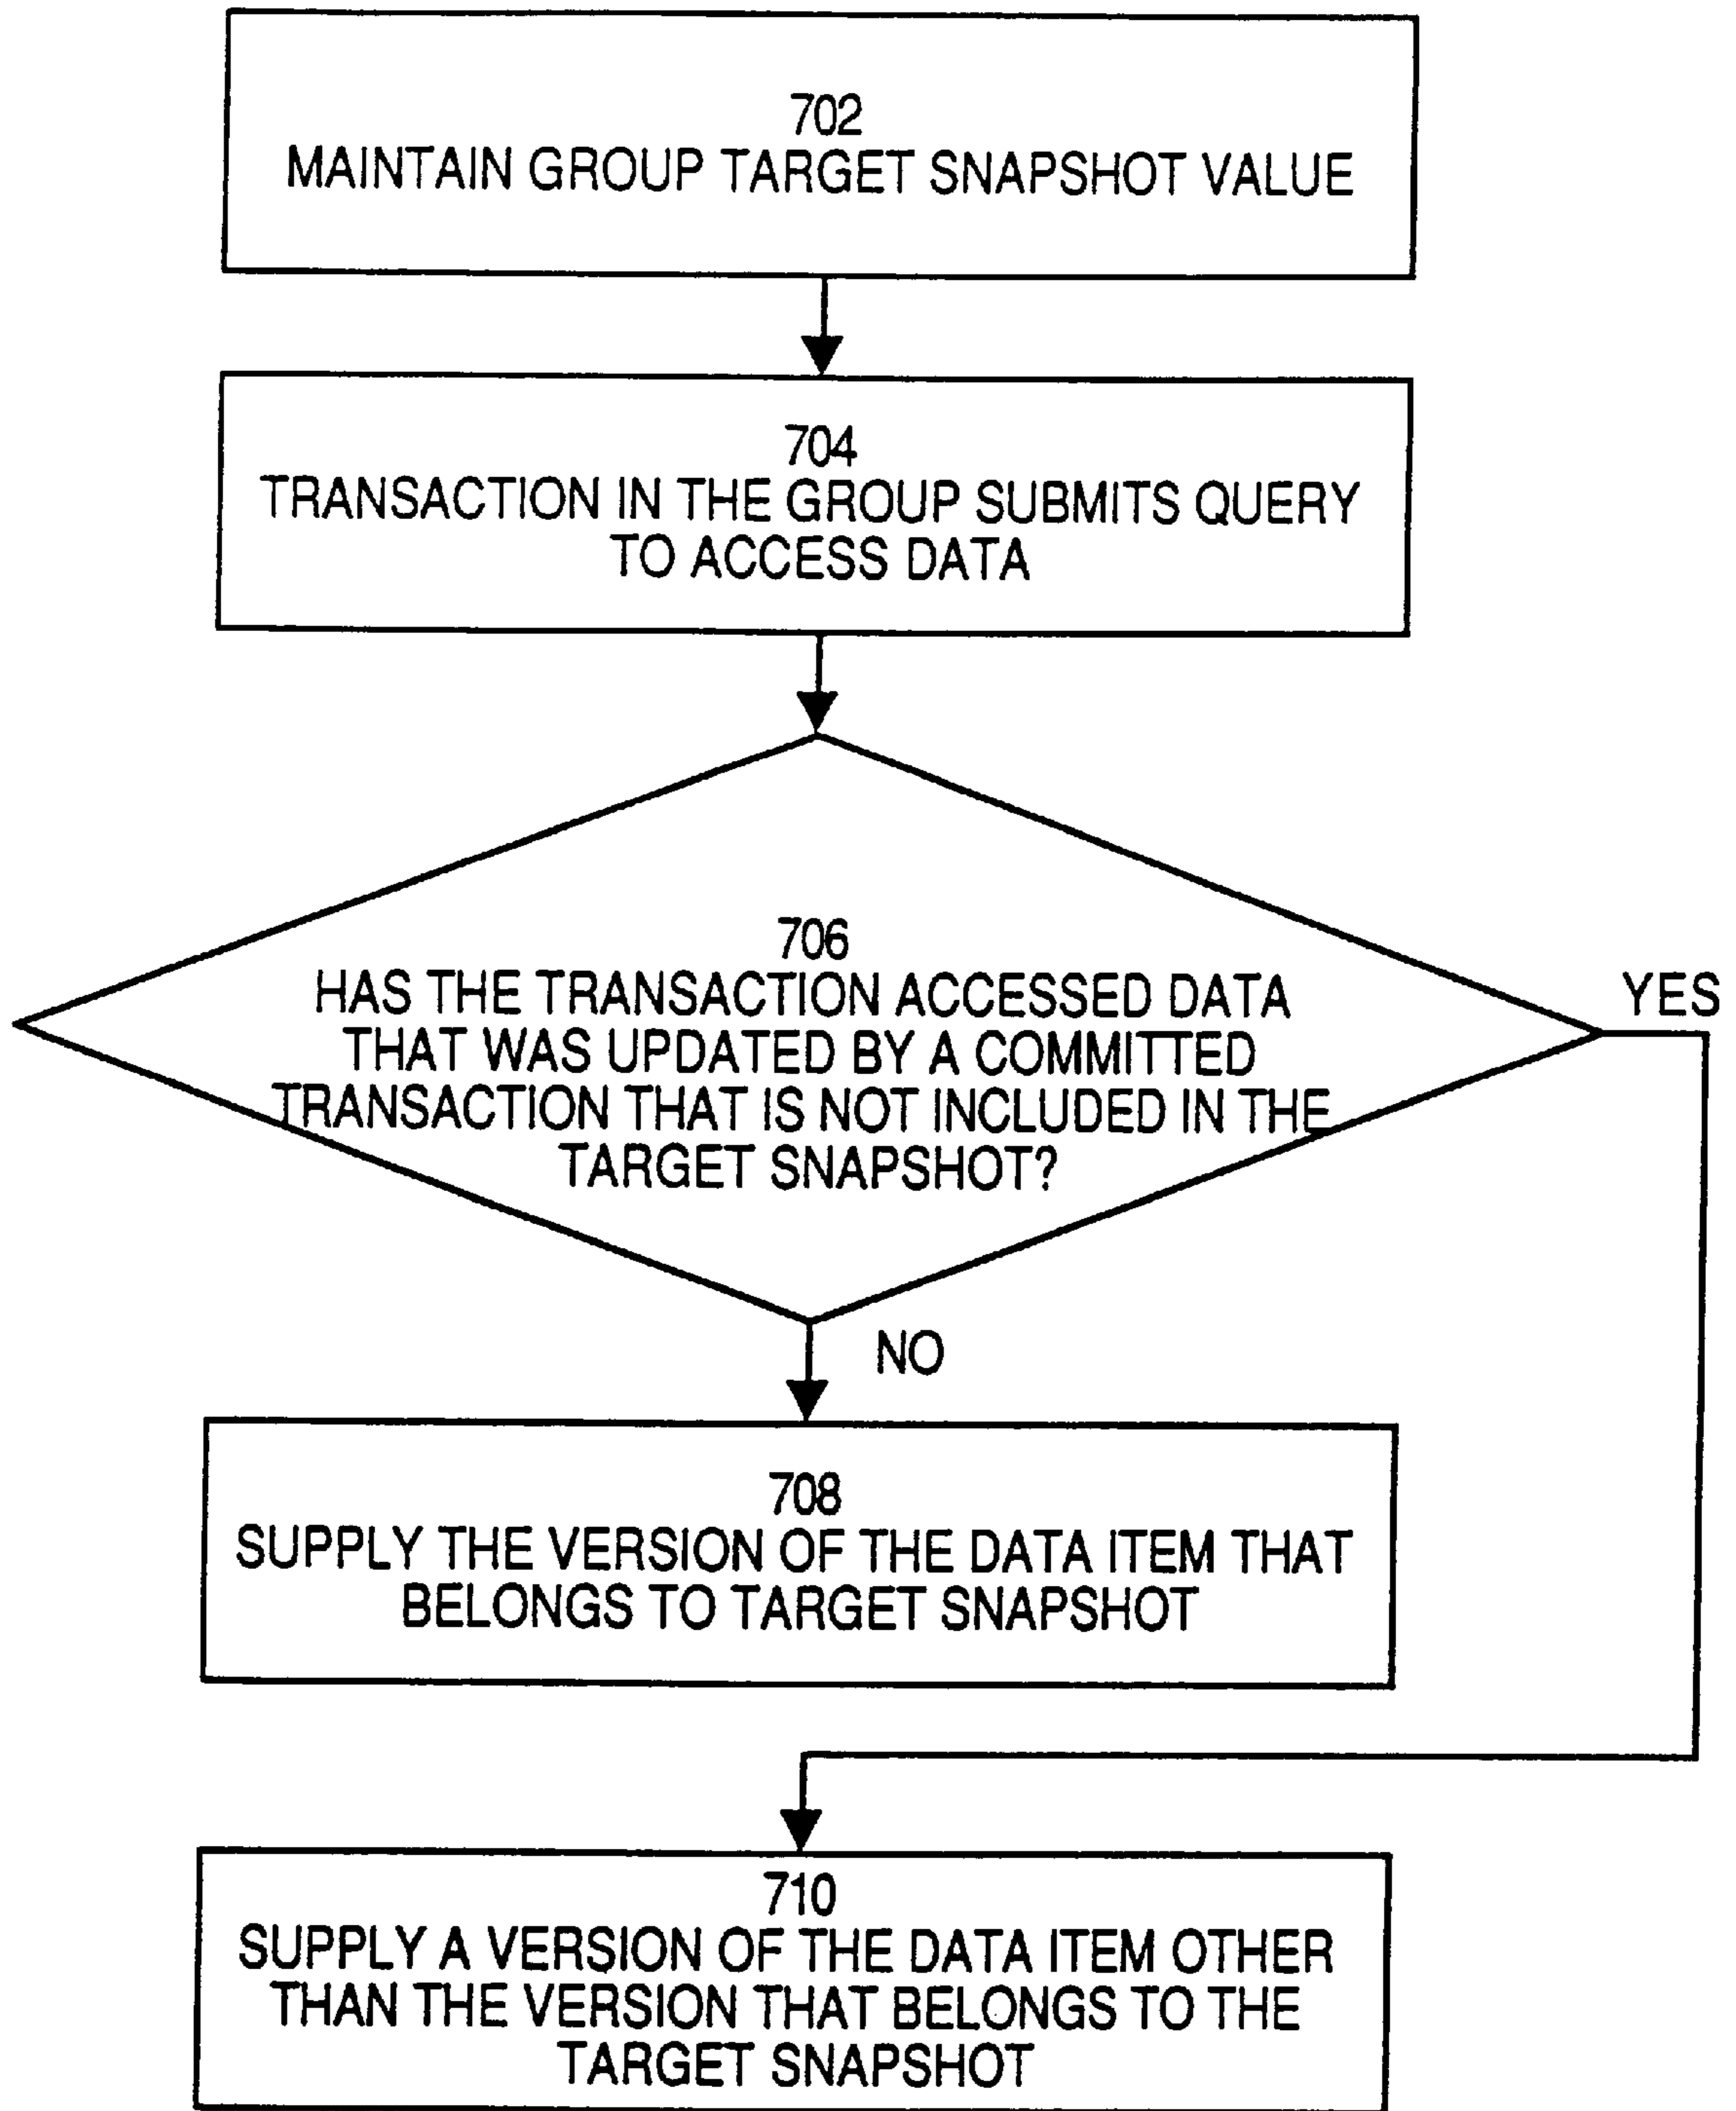 702
MAINTAIN GROUP TARGET SNAPSHOT VALUE
704
TRANSACTION IN THE GROUP SUBMITS QUERY
TO ACCESS DATA
706
HAS THE TRANSACTION ACCESSED DATA
THAT WAS UPDATED BY A COMMITTED
TRANSACTION THAT IS NOT INCLUDED IN THE
TARGET SNAPSHOT?
YES
NO
708
SUPPLY THE VERSION OF THE DATA ITEM THAT
BELONGS TO TARGET SNAPSHOT
710
SUPPLY A VERSION OF THE DATA ITEM OTHER
THAN THE VERSION THAT BELONGS TO THE
TARGET SNAPSHOT